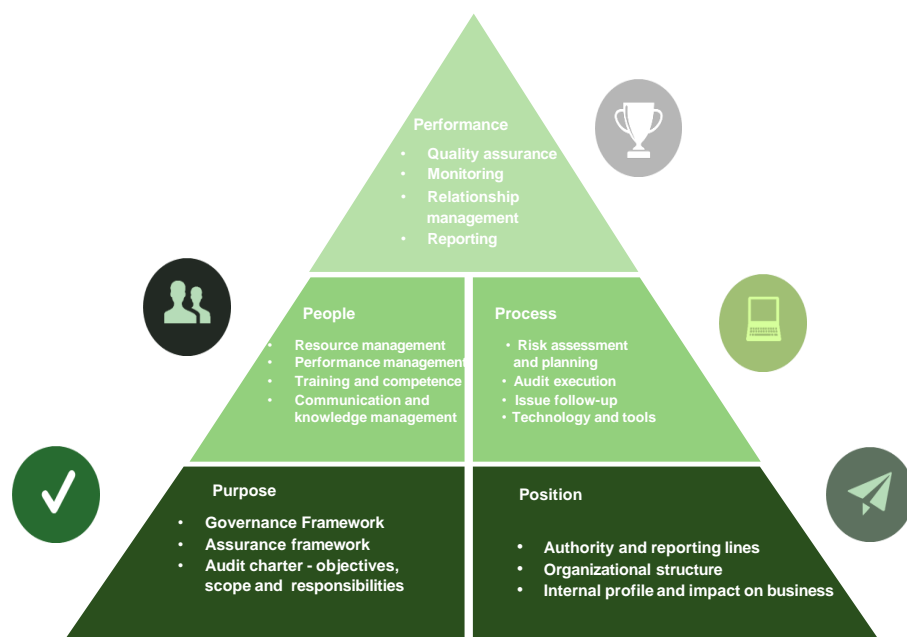 Performance
• Quality assurance
• Monitoring
• Relationship
management
• Reporting
People
• Resource management
• Performance management
• Training and competence
• Communication and
knowledge management
Process
• Risk assessment
and planning
• Audit execution
• Issue follow-up
• Technology and tools
Purpose
• Governance Framework
• Assurance framework
• Audit charter - objectives,
scope and responsibilities
Position
• Authority and reporting lines
• Organizational structure
• Internal profile and impact on business